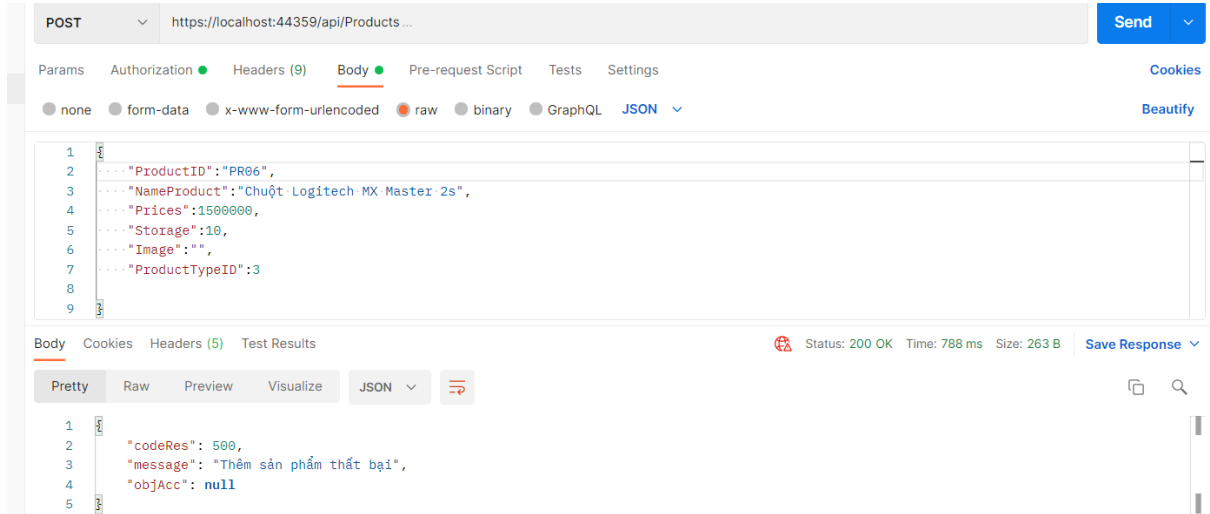 POST https://localhost:44359/api/Products ... Send
Params Authorization Headers (9) Body Pre-request Script Tests Settings Cookies
none form-data x-www-form-urlencoded raw binary GraphQL JSON Beautify
1 {
2 ····"ProductID":"PR06",
3 ····"NameProduct":"Chuột·Logitech·MX·Master·2s",
4 ····"Prices":1500000,
5 ····"Storage":10,
6 ····"Image":"",
7 ····"ProductTypeID":3
8
9 }
Body Cookies Headers (5) Test Results Status: 200 OK Time: 788 ms Size: 263 B Save Response
Pretty Raw Preview Visualize JSON
1 {
2 "codeRes": 500,
3 "message": "Thêm sản phẩm thất bại",
4 "objAcc": null
5 }